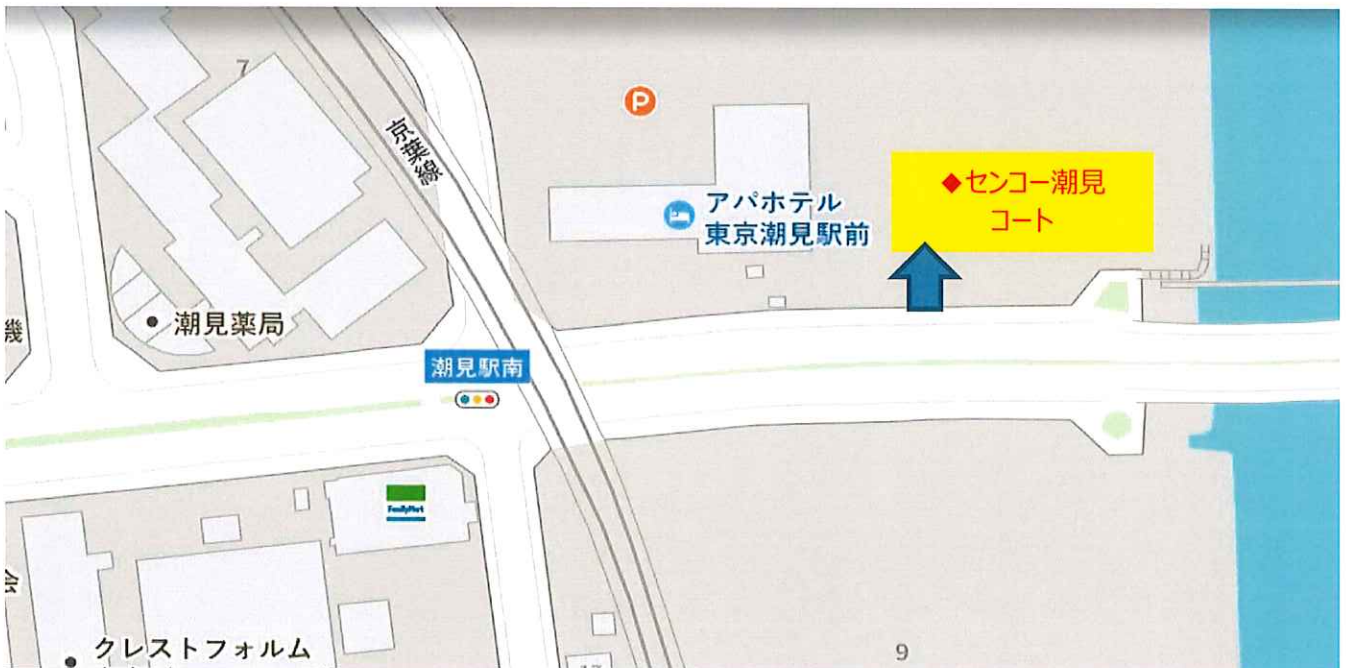 7
京葉線
P
◆センコー潮見
コート
アパホテル
東京潮見駅前
潮見薬局
機
潮見駅南
FamilyMart
会
クレストフォルム
9